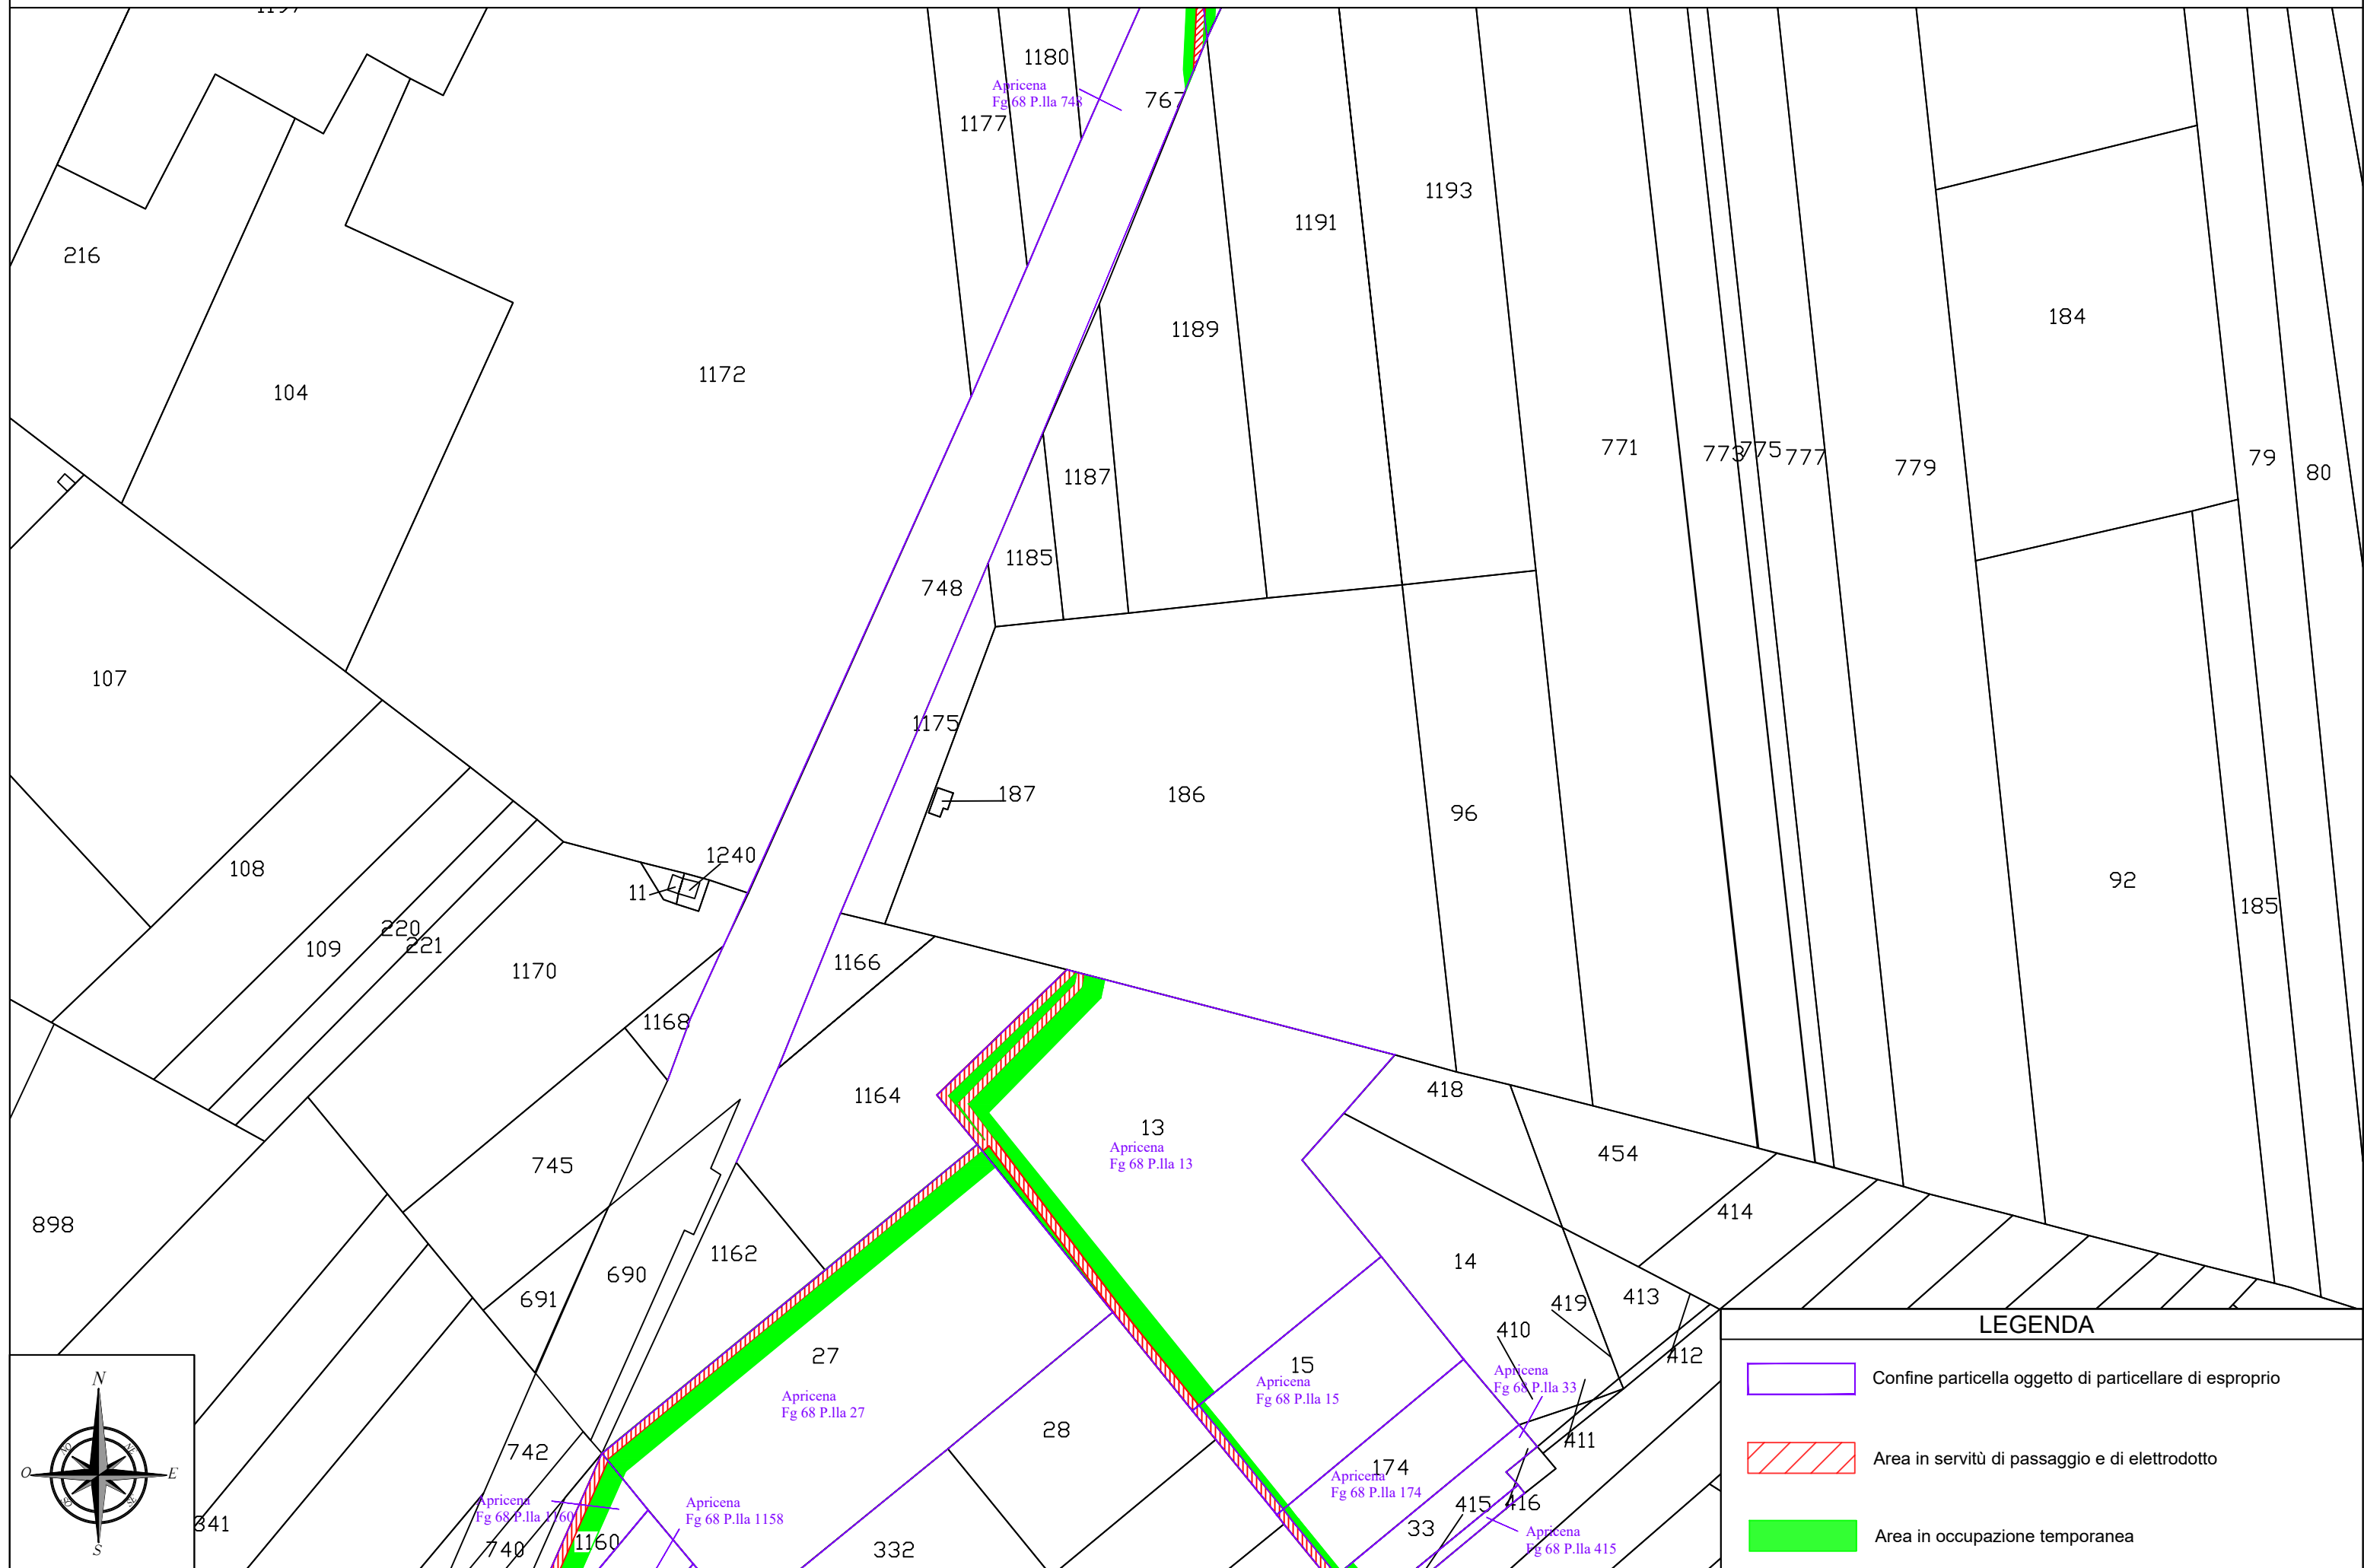 1180
Apricena
Fg 68 P.lla 748
767
1177
1193
1191
216
184
1189
1172
104
771
773
775
777
779
79
80
1187
1185
748
107
1175
187
186
96
1240
108
11
92
185
220
109
221
1166
1170
1168
1164
418
13
Apricena
Fg 68 P.lla 13
454
745
414
898
1162
14
690
691
413
419
410
LEGENDA
27
412
15
Apricena
Fg 68 P.lla 33
Confine particella oggetto di particellare di esproprio
Apricena
Fg 68 P.lla 15
Apricena
Fg 68 P.lla 27
28
411
742
Area in servitù di passaggio e di elettrodotto
174
Apricena
Fg 68 P.lla 174
N
NO
NE
O
E
SO
S
Apricena
Fg 68 P.lla 1160
Apricena
Fg 68 P.lla 1158
415
416
341
33
Apricena
Fg 68 P.lla 415
Area in occupazione temporanea
1160
740
332